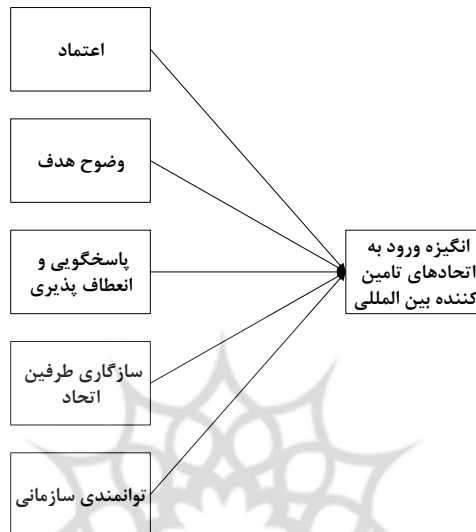 اعتماد
وضوح هدف
پاسخگویی و
انعطاف پذیری
سازگاری طرفین
اتحاد
توانمندی سازمانی
انگیزه ورود به
اتحادهای تامین
کننده بین المللی